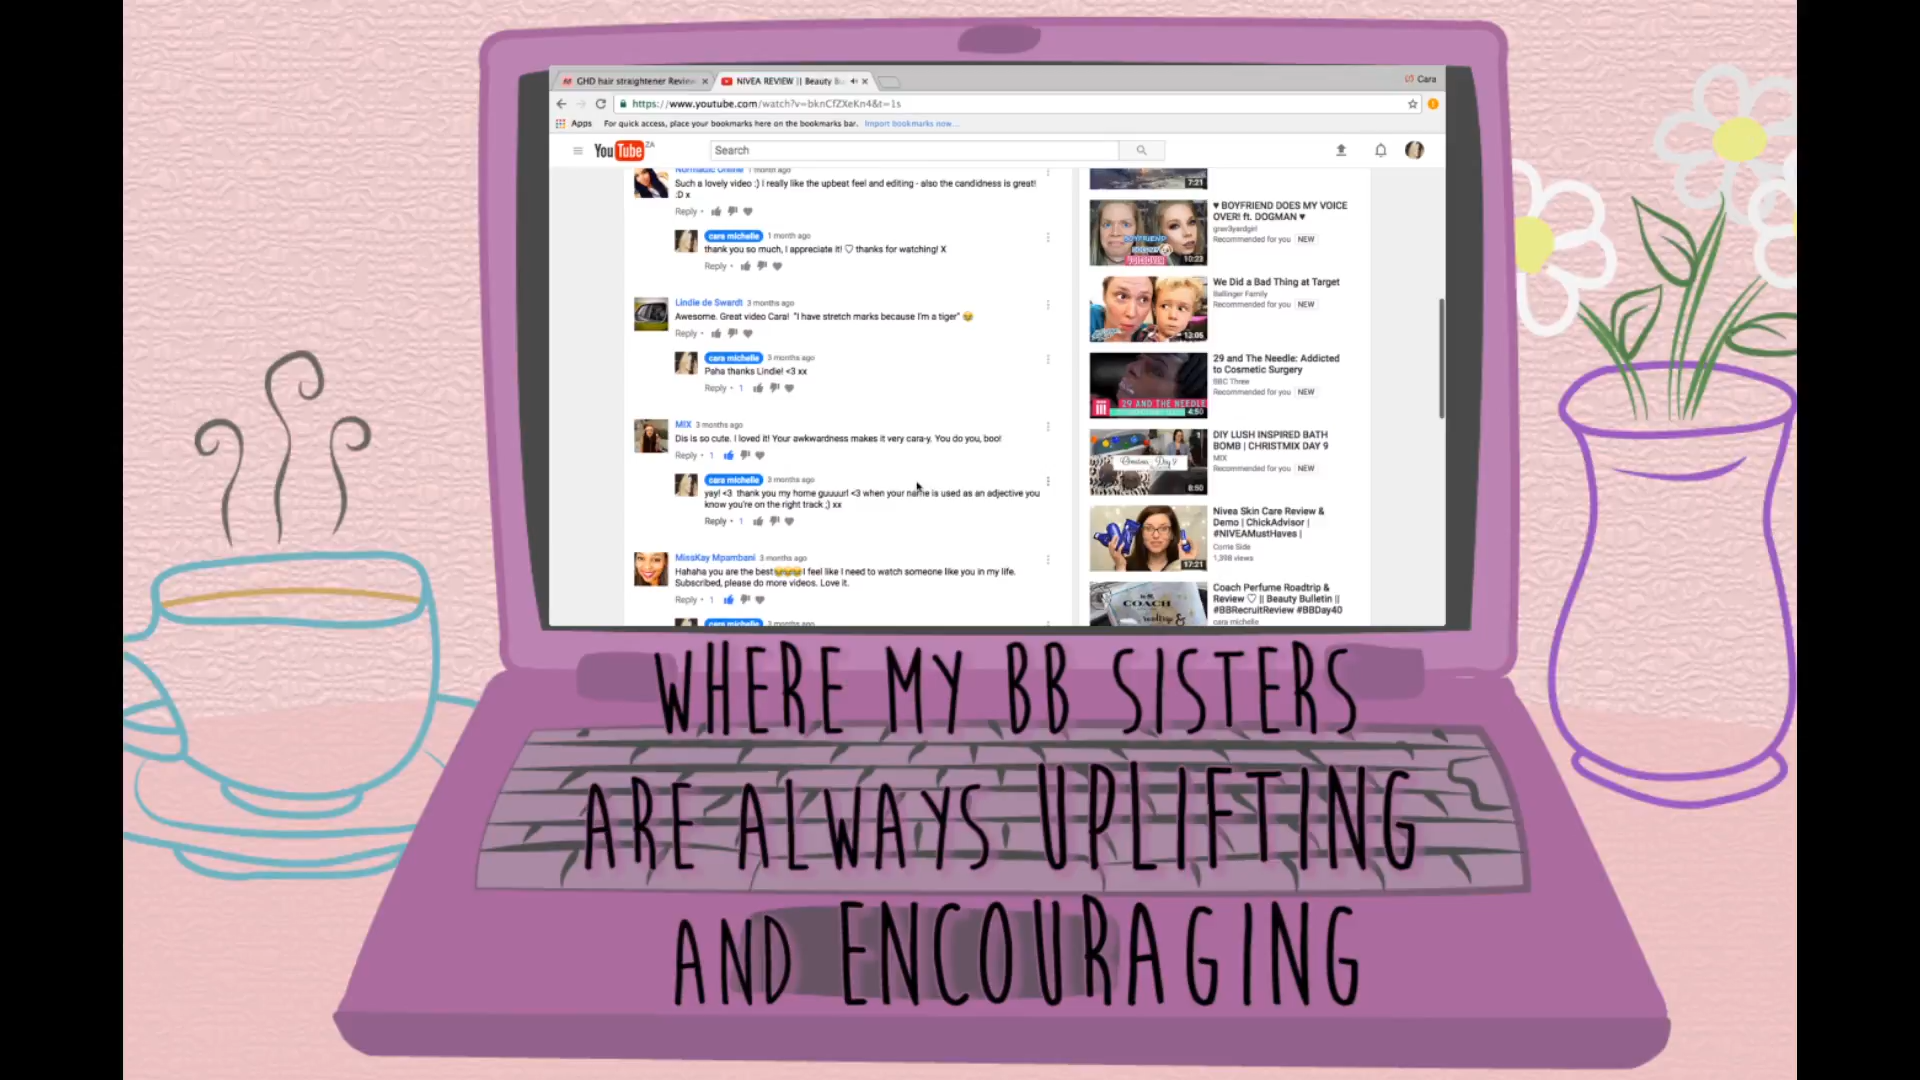 GHD hair straightener Review
NIVEA REVIEW || Beauty Bu
Cara
https://www.youtube.com/watch?v=bknCfZXeKn4&t=1s
Apps For quick access, place your bookmarks here on the bookmarks bar. Import bookmarks now...
YouTube ZA
Search
1 month ago
Such a lovely video :) I really like the upbeat feel and editing - also the candidness is great!
:D x
Reply •
cara michelle 1 month ago
thank you so much, I appreciate it! ♡ thanks for watching! X
Reply •
Lindie de Swardt 3 months ago
Awesome. Great video Cara! "I have stretch marks because I'm a tiger" 😂
Reply •
cara michelle 3 months ago
Paha thanks Lindie! <3 xx
Reply • 1
MIX 3 months ago
Dis is so cute. I loved it! Your awkwardness makes it very cara-y. You do you, boo!
Reply • 1
cara michelle 3 months ago
yay! <3 thank you my home guuuurl <3 when your name is used as an adjective you
know you're on the right track ;) xx
Reply • 1
MissKay Mpambani 3 months ago
Hahaha you are the best😂😂😂I feel like I need to watch someone like you in my life.
Subscribed, please do more videos. Love it.
Reply • 1
cara michelle 3 months ago
7:21
♥ BOYFRIEND DOES MY VOICE
OVER! ft. DOGMAN ♥
grav3yardgirl
Recommended for you NEW
BOYFRIEND
10:23
We Did a Bad Thing at Target
Ballinger Family
Recommended for you NEW
13:05
29 and The Needle: Addicted
to Cosmetic Surgery
BBC Three
Recommended for you NEW
29 AND THE NEEDLE
4:50
DIY LUSH INSPIRED BATH
BOMB | CHRISTMIX DAY 9
MIX
Recommended for you NEW
8:50
Nivea Skin Care Review &
Demo | ChickAdvisor |
#NIVEAMustHaves |
Corrie Side
1,398 views
17:21
Coach Perfume Roadtrip &
Review ♡ || Beauty Bulletin ||
#BBRecruitReview #BBDay40
cara michelle
COACH
roadtrip &
WHERE MY BB SISTERS
ARE ALWAYS UPLIFTING
AND ENCOURAGING